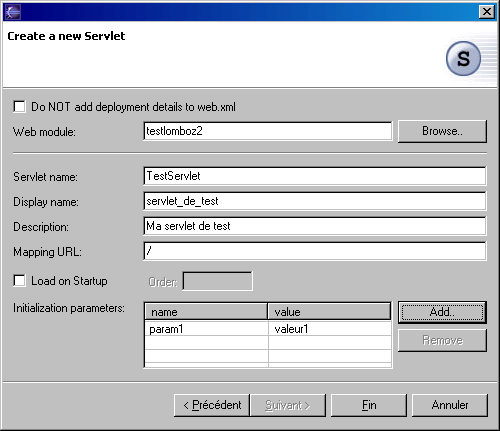 Create a new Servlet
S
Do NOT add deployment details to web.xml
Web module: testlomboz2 Browse..
Servlet name: TestServlet
Display name: servlet_de_test
Description: Ma servlet de test
Mapping URL: /
Load on Startup Order:
Initialization parameters: name value Add..
param1 valeur1 Remove
< Précédent Suivant > Fin Annuler